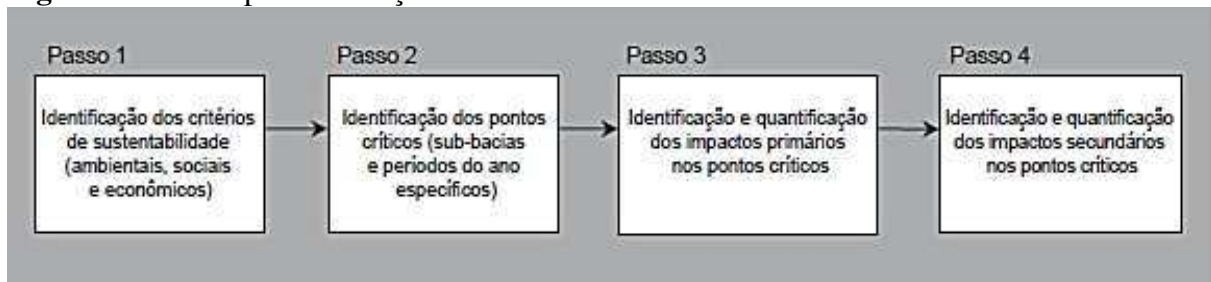 Passo 1
Identificação dos critérios
de sustentabilidade
(ambientais, sociais
e econômicos)
Passo 2
Identificação dos pontos
críticos (sub-bacias
e períodos do ano
específicos)
Passo 3
Identificação e quantificação
dos impactos primários
nos pontos críticos
Passo 4
Identificação e quantificação
dos impactos secundários
nos pontos críticos